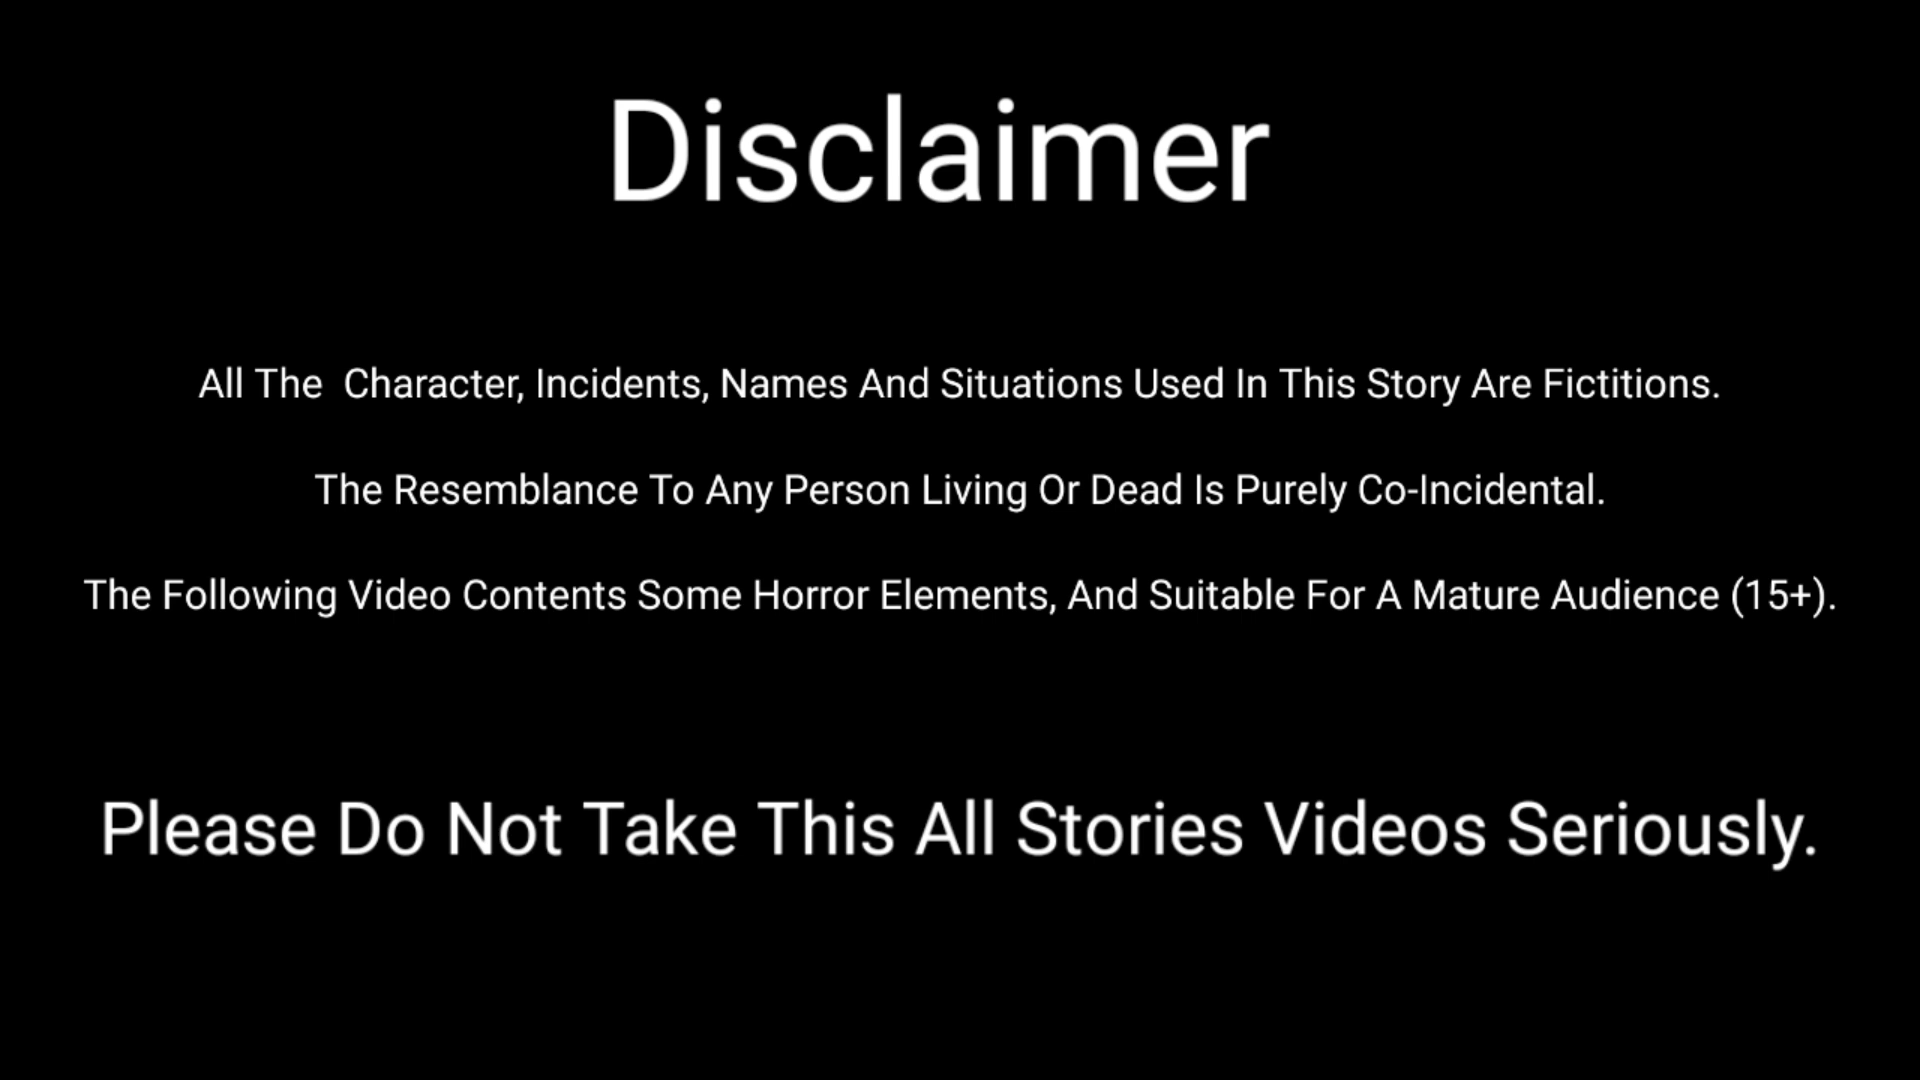 Disclaimer
All The  Character, Incidents, Names And Situations Used In This Story Are Fictitions.
The Resemblance To Any Person Living Or Dead Is Purely Co-Incidental.
The Following Video Contents Some Horror Elements, And Suitable For A Mature Audience (15+).
Please Do Not Take This All Stories Videos Seriously.